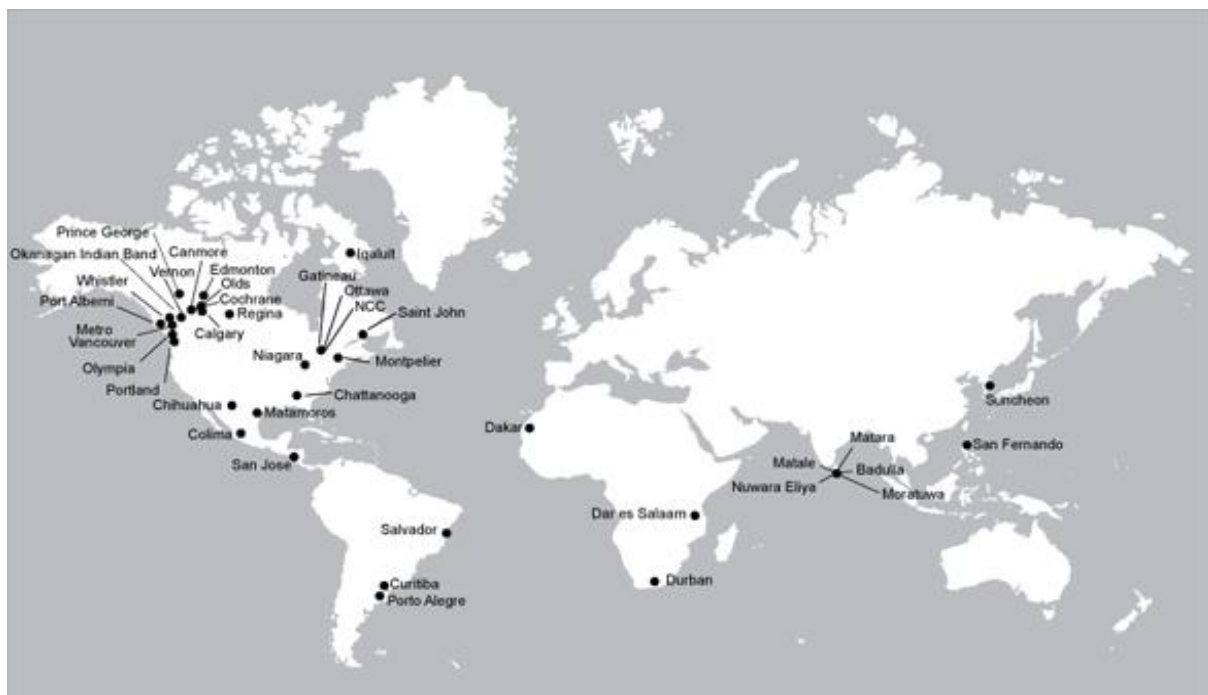 Prince George
Okanagan Indian Band
Canmore
Vernon
Edmonton
Whistler
Olds
Port Alberni
Cochrane
Regina
Metro
Vancouver
Calgary
Olympia
Portland
Iqaluit
Gatineau
Ottawa
NCC
Saint John
Niagara
Montpelier
Chattanooga
Chihuahua
Matamoros
Colima
San Jose
Salvador
Curitiba
Porto Alegre
Dakar
Dar es Salaam
Durban
Matara
Matale
Badulla
Nuwara Eliya
Moratuwa
Suncheon
San Fernando